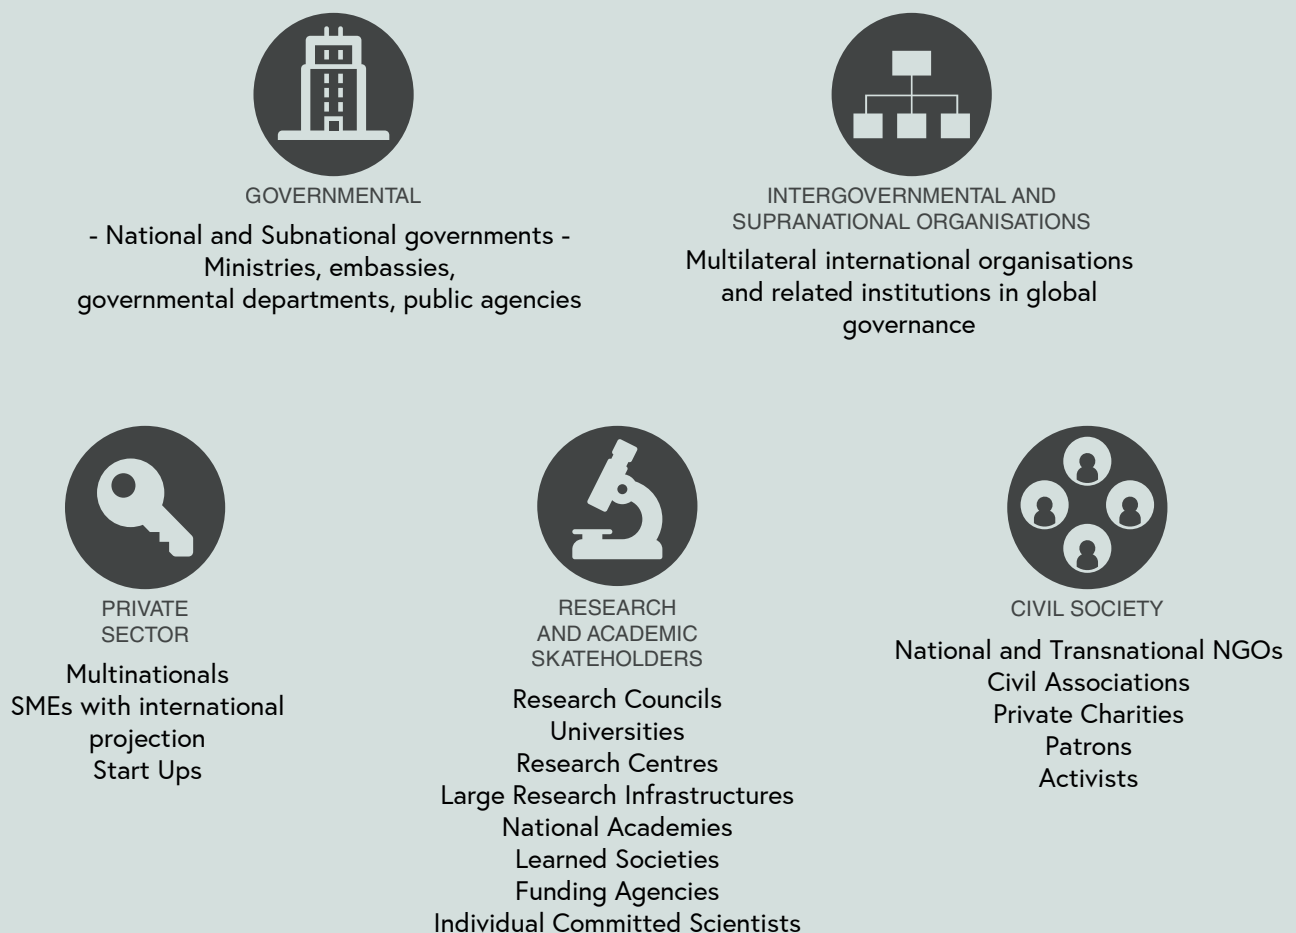 GOVERNMENTAL
- National and Subnational governments -
Ministries, embassies,
governmental departments, public agencies
INTERGOVERNMENTAL AND
SUPRANATIONAL ORGANISATIONS
Multilateral international organisations
and related institutions in global
governance
PRIVATE
SECTOR
Multinationals
SMEs with international
projection
Start Ups
RESEARCH
AND ACADEMIC
SKATEHOLDERS
Research Councils
Universities
Research Centres
Large Research Infrastructures
National Academies
Learned Societies
Funding Agencies
Individual Committed Scientists
CIVIL SOCIETY
National and Transnational NGOs
Civil Associations
Private Charities
Patrons
Activists